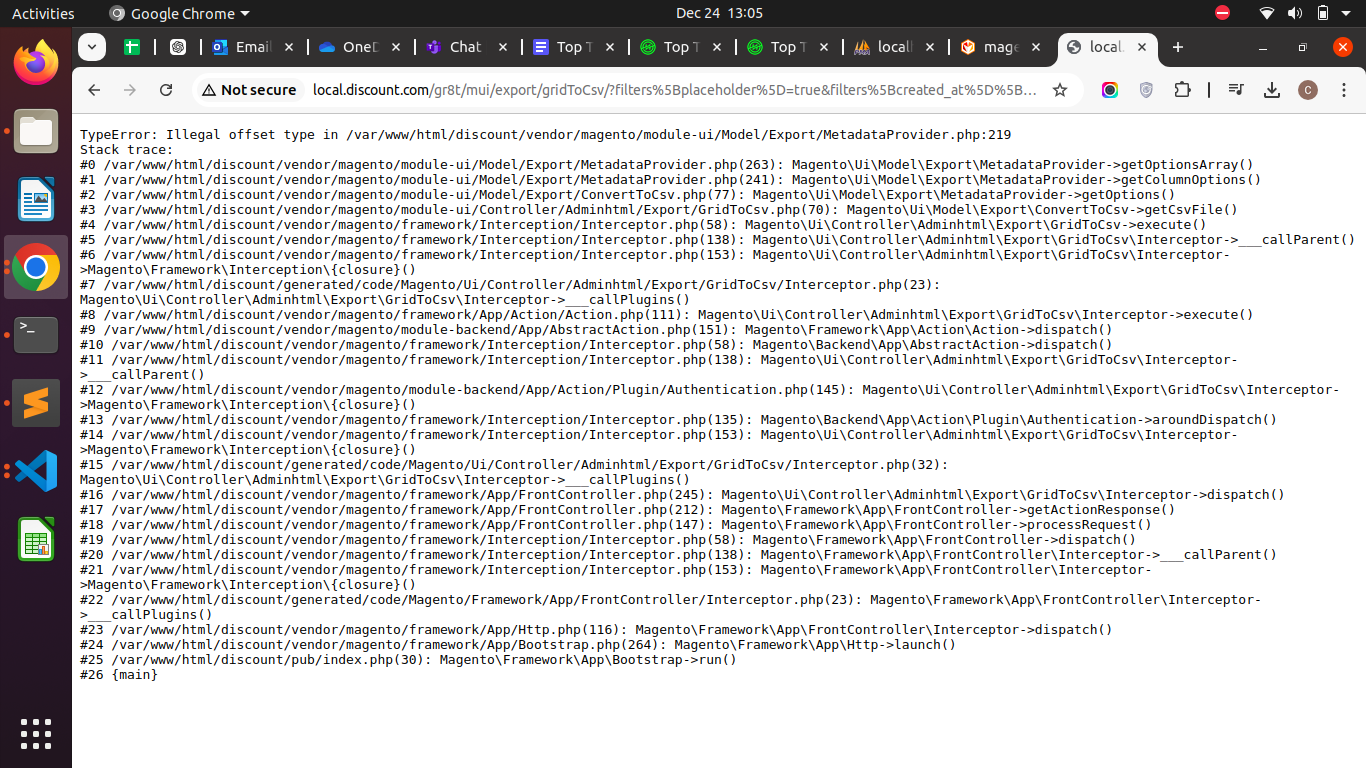 Activities
Google Chrome
Dec 24 13:05
Email
OneD
Chat
Top T
Top T
Top T
locall
mage
local.
Not secure
local.discount.com/gr8t/mui/export/gridToCsv/?filters%5Bplaceholder%5D=true&filters%5Bcreated_at%5D%5B...
C
TypeError: Illegal offset type in /var/www/html/discount/vendor/magento/module-ui/Model/Export/MetadataProvider.php:219
Stack trace:
#0 /var/www/html/discount/vendor/magento/module-ui/Model/Export/MetadataProvider.php(263): Magento\Ui\Model\Export\MetadataProvider->getOptionsArray()
#1 /var/www/html/discount/vendor/magento/module-ui/Model/Export/MetadataProvider.php(241): Magento\Ui\Model\Export\MetadataProvider->getColumnOptions()
#2 /var/www/html/discount/vendor/magento/module-ui/Model/Export/ConvertToCsv.php(77): Magento\Ui\Model\Export\MetadataProvider->getOptions()
#3 /var/www/html/discount/vendor/magento/module-ui/Controller/Adminhtml/Export/GridToCsv.php(70): Magento\Ui\Model\Export\ConvertToCsv->getCsvFile()
#4 /var/www/html/discount/vendor/magento/framework/Interception/Interceptor.php(58): Magento\Ui\Controller\Adminhtml\Export\GridToCsv->execute()
#5 /var/www/html/discount/vendor/magento/framework/Interception/Interceptor.php(138): Magento\Ui\Controller\Adminhtml\Export\GridToCsv\Interceptor->___callParent()
#6 /var/www/html/discount/vendor/magento/framework/Interception/Interceptor.php(153): Magento\Ui\Controller\Adminhtml\Export\GridToCsv\Interceptor-
>Magento\Framework\Interception\{closure}()
#7 /var/www/html/discount/generated/code/Magento/Ui/Controller/Adminhtml/Export/GridToCsv/Interceptor.php(23):
Magento\Ui\Controller\Adminhtml\Export\GridToCsv\Interceptor->___callPlugins()
#8 /var/www/html/discount/vendor/magento/framework/App/Action/Action.php(111): Magento\Ui\Controller\Adminhtml\Export\GridToCsv\Interceptor->execute()
#9 /var/www/html/discount/vendor/magento/module-backend/App/AbstractAction.php(151): Magento\Framework\App\Action\Action->dispatch()
#10 /var/www/html/discount/vendor/magento/framework/Interception/Interceptor.php(58): Magento\Backend\App\AbstractAction->dispatch()
#11 /var/www/html/discount/vendor/magento/framework/Interception/Interceptor.php(138): Magento\Ui\Controller\Adminhtml\Export\GridToCsv\Interceptor-
>___callParent()
#12 /var/www/html/discount/vendor/magento/module-backend/App/Action/Plugin/Authentication.php(145): Magento\Ui\Controller\Adminhtml\Export\GridToCsv\Interceptor-
>Magento\Framework\Interception\{closure}()
#13 /var/www/html/discount/vendor/magento/framework/Interception/Interceptor.php(135): Magento\Backend\App\Action\Plugin\Authentication->aroundDispatch()
#14 /var/www/html/discount/vendor/magento/framework/Interception/Interceptor.php(153): Magento\Ui\Controller\Adminhtml\Export\GridToCsv\Interceptor-
>Magento\Framework\Interception\{closure}()
#15 /var/www/html/discount/generated/code/Magento/Ui/Controller/Adminhtml/Export/GridToCsv/Interceptor.php(32):
Magento\Ui\Controller\Adminhtml\Export\GridToCsv\Interceptor->___callPlugins()
#16 /var/www/html/discount/vendor/magento/framework/App/FrontController.php(245): Magento\Ui\Controller\Adminhtml\Export\GridToCsv\Interceptor->dispatch()
#17 /var/www/html/discount/vendor/magento/framework/App/FrontController.php(212): Magento\Framework\App\FrontController->getActionResponse()
#18 /var/www/html/discount/vendor/magento/framework/App/FrontController.php(147): Magento\Framework\App\FrontController->processRequest()
#19 /var/www/html/discount/vendor/magento/framework/Interception/Interceptor.php(58): Magento\Framework\App\FrontController->dispatch()
#20 /var/www/html/discount/vendor/magento/framework/Interception/Interceptor.php(138): Magento\Framework\App\FrontController\Interceptor->___callParent()
#21 /var/www/html/discount/vendor/magento/framework/Interception/Interceptor.php(153): Magento\Framework\App\FrontController\Interceptor-
>Magento\Framework\Interception\{closure}()
#22 /var/www/html/discount/generated/code/Magento/Framework/App/FrontController/Interceptor.php(23): Magento\Framework\App\FrontController\Interceptor-
>___callPlugins()
#23 /var/www/html/discount/vendor/magento/framework/App/Http.php(116): Magento\Framework\App\FrontController\Interceptor->dispatch()
#24 /var/www/html/discount/vendor/magento/framework/App/Bootstrap.php(264): Magento\Framework\App\Http->launch()
#25 /var/www/html/discount/pub/index.php(30): Magento\Framework\App\Bootstrap->run()
#26 {main}